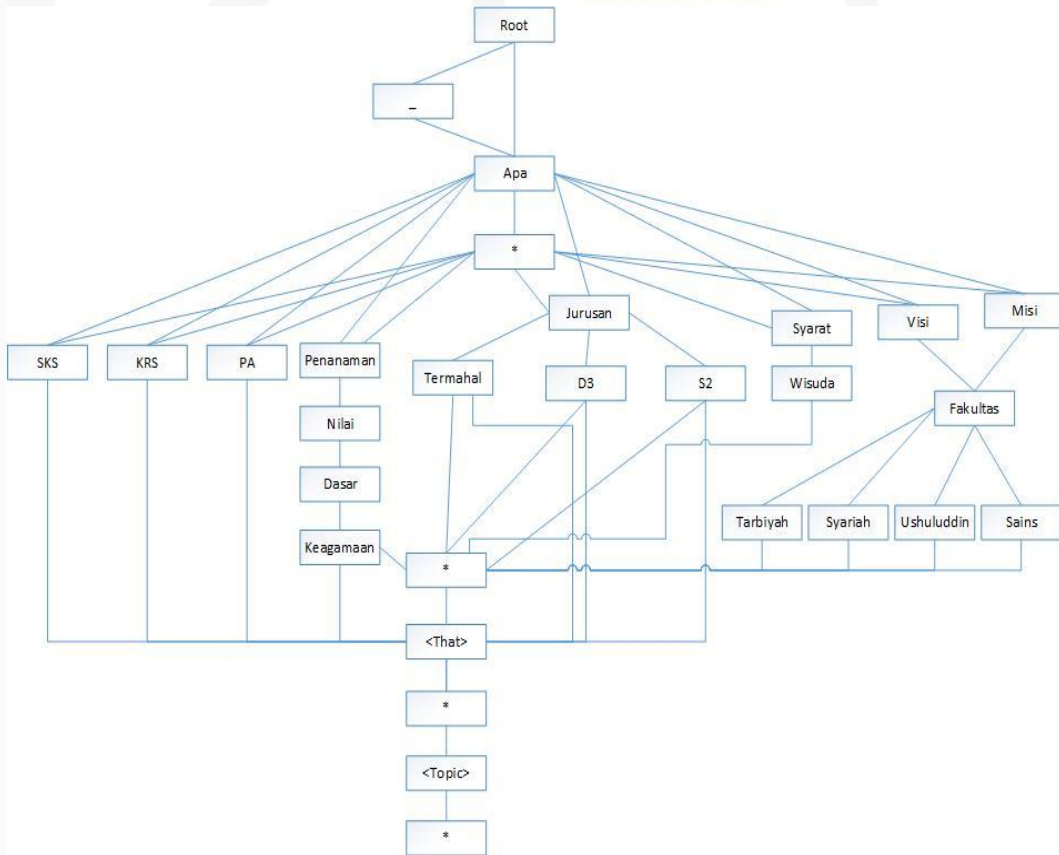 Root
_
Apa
*
Jurusan
Syarat
Visi
Misi
SKS
KRS
PA
Penanaman
Termahal
D3
S2
Wisuda
Nilai
Fakultas
Dasar
Tarbiyah
Syariah
Ushuluddin
Sains
Keagamaan
*
<That>
*
<Topic>
*